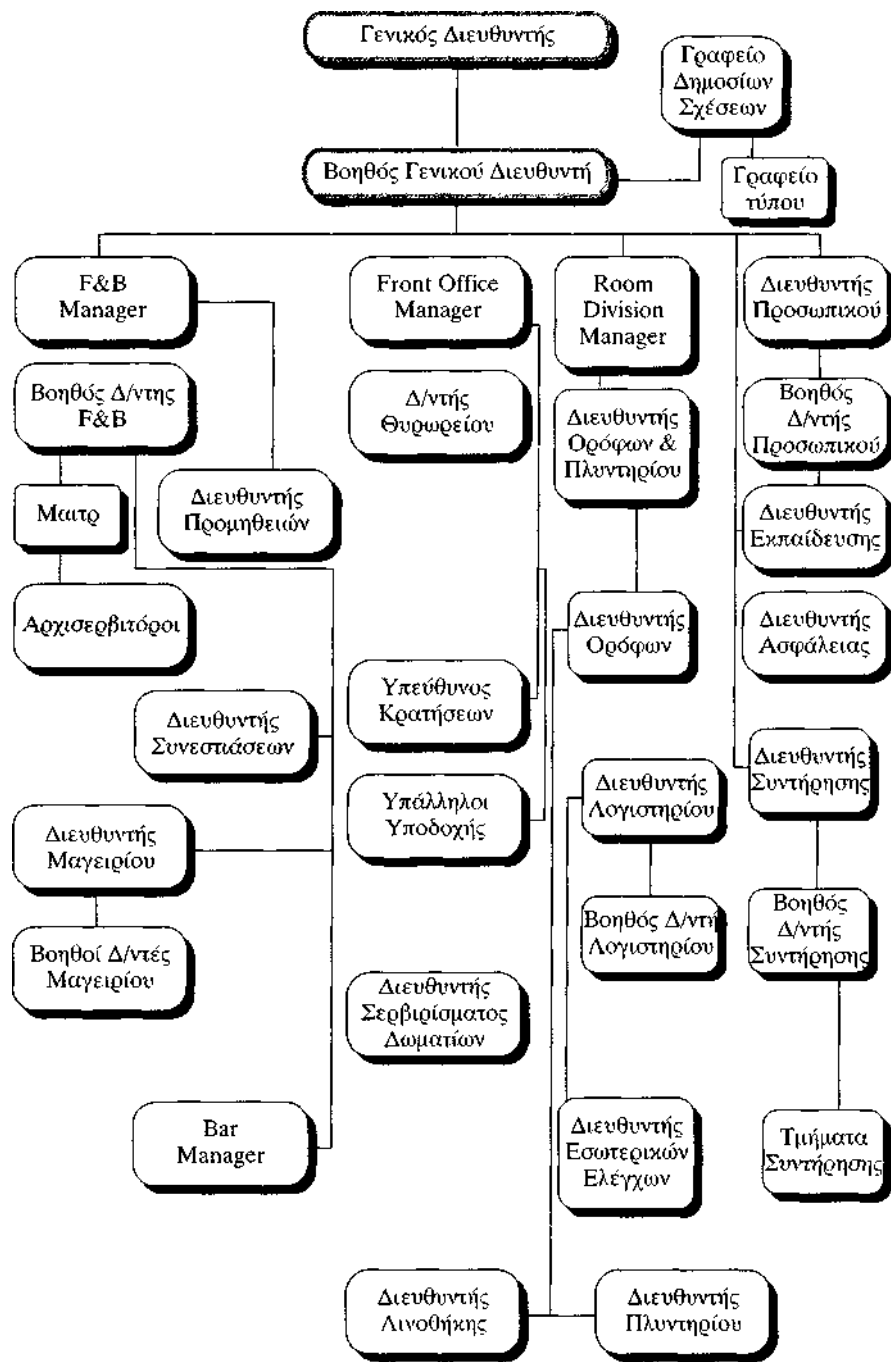 Γενικός Διευθυντής
Γραφείο
Δημοσίων
Σχέσεων
Βοηθός Γενικού Διευθυντή
Γραφείο
τύπου
F&B
Manager
Front Office
Manager
Room
Division
Manager
Διευθυντής
Προσωπικού
Βοηθός Δ/ντης
F&B
Δ/ντής
Θυρωρείου
Διευθυντής
Ορόφων &
Πλυντηρίου
Βοηθός
Δ/ντής
Προσωπικού
Μαιτρ
Διευθυντής
Προμηθειών
Διευθυντής
Εκπαίδευσης
Αρχισερβιτόροι
Διευθυντής
Ορόφων
Διευθυντής
Ασφάλειας
Υπεύθυνος
Κρατήσεων
Διευθυντής
Συνεστιάσεων
Διευθυντής
Συντήρησης
Υπάλληλοι
Υποδοχής
Διευθυντής
Λογιστηρίου
Διευθυντής
Μαγειρίου
Βοηθός Δ/ντή
Λογιστηρίου
Βοηθός
Δ/ντής
Συντήρησης
Βοηθοί Δ/ντές
Μαγειρίου
Διευθυντής
Σερβιρίσματος
Δωματίων
Bar
Manager
Διευθυντής
Εσωτερικών
Ελέγχων
Τμήματα
Συντήρησης
Διευθυντής
Λινοθήκης
Διευθυντής
Πλυντηρίου